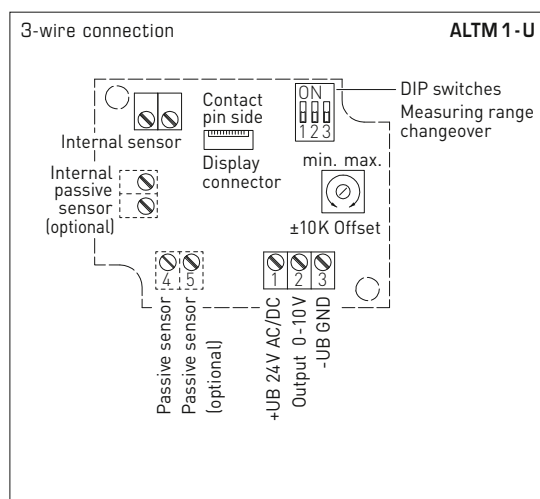 3-wire connection
ALTM 1 - U
ON
1 2 3
DIP switches
Measuring range
changeover
Contact
pin side
Internal sensor
Display
connector
min. max.
±10K Offset
Internal
passive
sensor
(optional)
4 5
1 2 3
Passive sensor
Passive sensor
(optional)
+UB 24V AC/DC
Output 0-10V
-UB GND